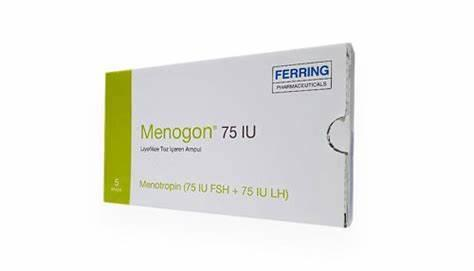 FERRING
PHARMACEUTICALS
Menogon® 75 IU
Liyofilize Toz İçeren Ampul
5
Menotropin (75 IU FSH + 75 IU LH)